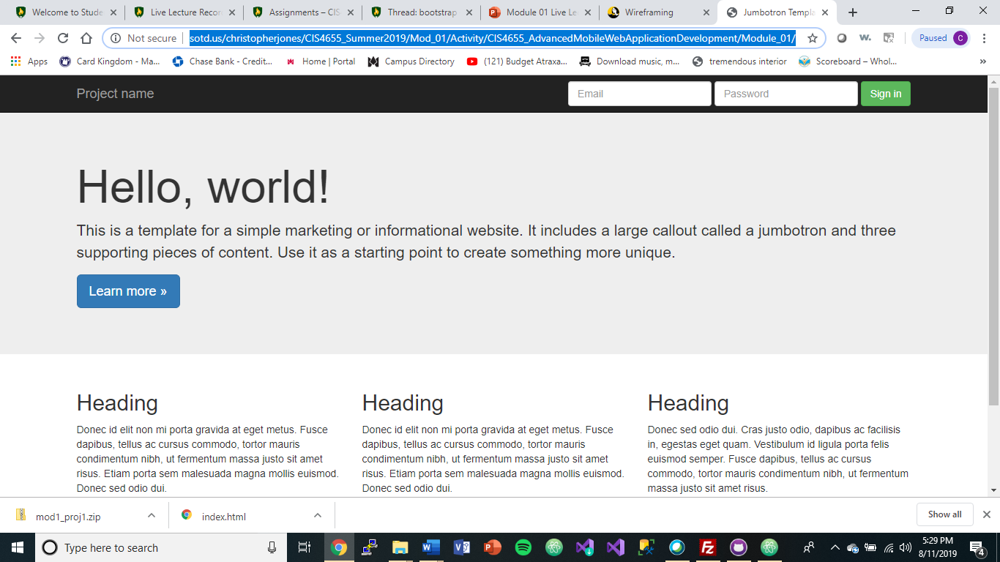 Welcome to Stude
Live Lecture Recor
Assignments – CIS
Thread: bootstrap
Module 01 Live Le
Wireframing
Jumbotron Templa
Not secure
sotd.us/christopherjones/CIS4655_Summer2019/Mod_01/Activity/CIS4655_AdvancedMobileWebApplicationDevelopment/Module_01/
w.
Paused
C
Apps
Card Kingdom - Ma...
Chase Bank - Credit...
Home | Portal
Campus Directory
(121) Budget Atraxa...
Download music, m...
tremendous interior
Scoreboard – Whol...
»
Project name
Email
Password
Sign in
Hello, world!
This is a template for a simple marketing or informational website. It includes a large callout called a jumbotron and three
supporting pieces of content. Use it as a starting point to create something more unique.
Learn more »
Heading
Donec id elit non mi porta gravida at eget metus. Fusce
dapibus, tellus ac cursus commodo, tortor mauris
condimentum nibh, ut fermentum massa justo sit amet
risus. Etiam porta sem malesuada magna mollis euismod.
Donec sed odio dui.
Heading
Donec id elit non mi porta gravida at eget metus. Fusce
dapibus, tellus ac cursus commodo, tortor mauris
condimentum nibh, ut fermentum massa justo sit amet
risus. Etiam porta sem malesuada magna mollis euismod.
Donec sed odio dui.
Heading
Donec sed odio dui. Cras justo odio, dapibus ac facilisis
in, egestas eget quam. Vestibulum id ligula porta felis
euismod semper. Fusce dapibus, tellus ac cursus
commodo, tortor mauris condimentum nibh, ut fermentum
massa justo sit amet risus.
mod1_proj1.zip
index.html
Show all
Type here to search
5:29 PM
8/11/2019
4